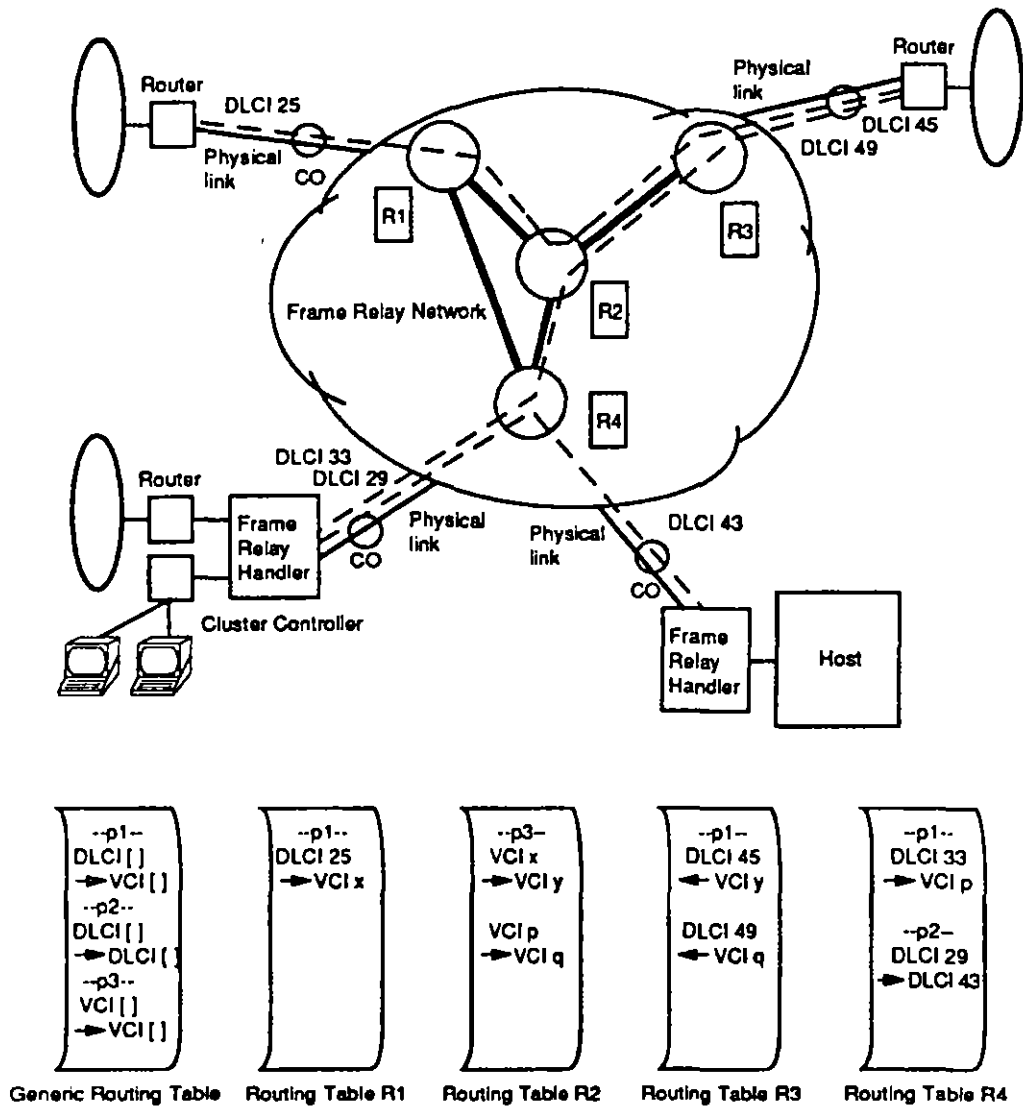 Router
DLCI 25
Physical
link
CO
Physical
link
Router
DLCI 45
DLCI 49
R1
R3
Frame Relay Network
R2
R4
DLCI 33
DLCI 29
Router
Frame
Relay
Handler
CO
Physical
link
Cluster Controller
Physical
link
DLCI 43
CO
Frame
Relay
Handler
Host
--p1--
DLCI [ ]
→VCI [ ]
--p2--
DLCI [ ]
→DLCI [ ]
--p3--
VCI [ ]
→VCI [ ]
Generic Routing Table
--p1--
DLCI 25
→VCI x
Routing Table R1
--p3-
VCI x
→VCI y
VCI p
→VCI q
Routing Table R2
--p1--
DLCI 45
←VCI y
DLCI 49
←VCI q
Routing Table R3
--p1--
DLCI 33
→VCI p
--p2-
DLCI 29
→DLCI 43
Routing Table R4